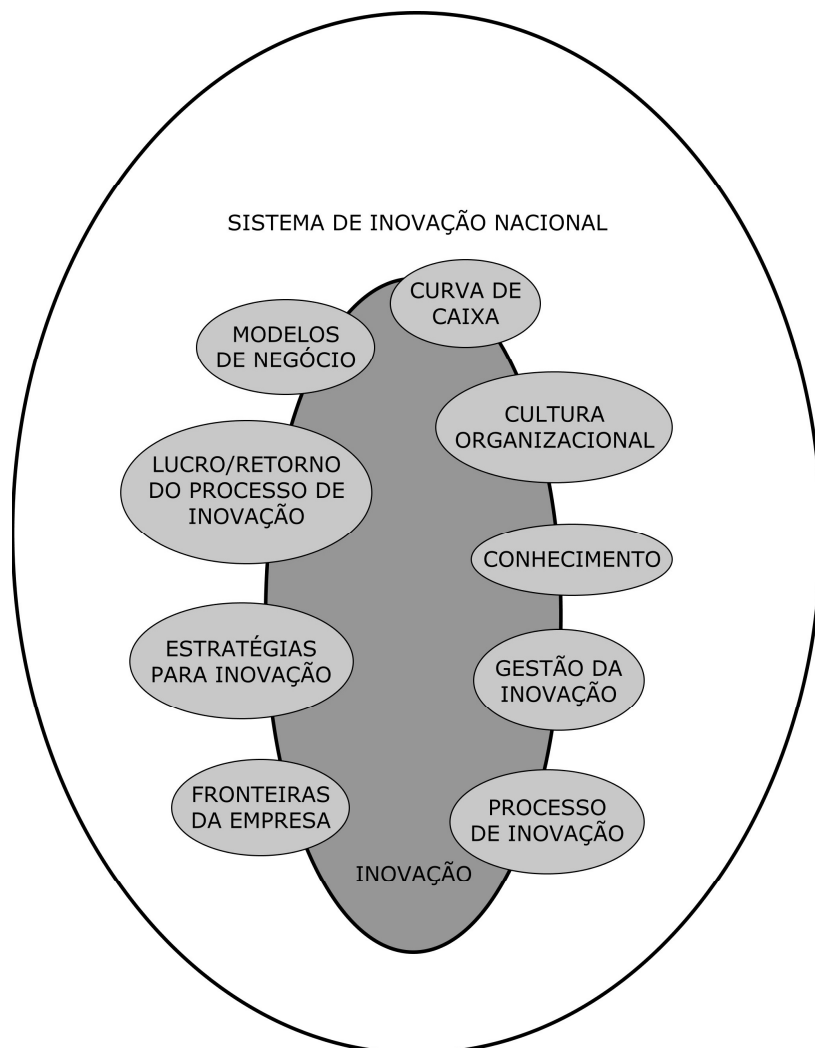 SISTEMA DE INOVAÇÃO NACIONAL
CURVA DE
CAIXA
MODELOS
DE NEGÓCIO
CULTURA
ORGANIZACIONAL
LUCRO/RETORNO
DO PROCESSO DE
INOVAÇÃO
CONHECIMENTO
ESTRATÉGIAS
PARA INOVAÇÃO
GESTÃO DA
INOVAÇÃO
FRONTEIRAS
DA EMPRESA
PROCESSO
DE INOVAÇÃO
INOVAÇÃO